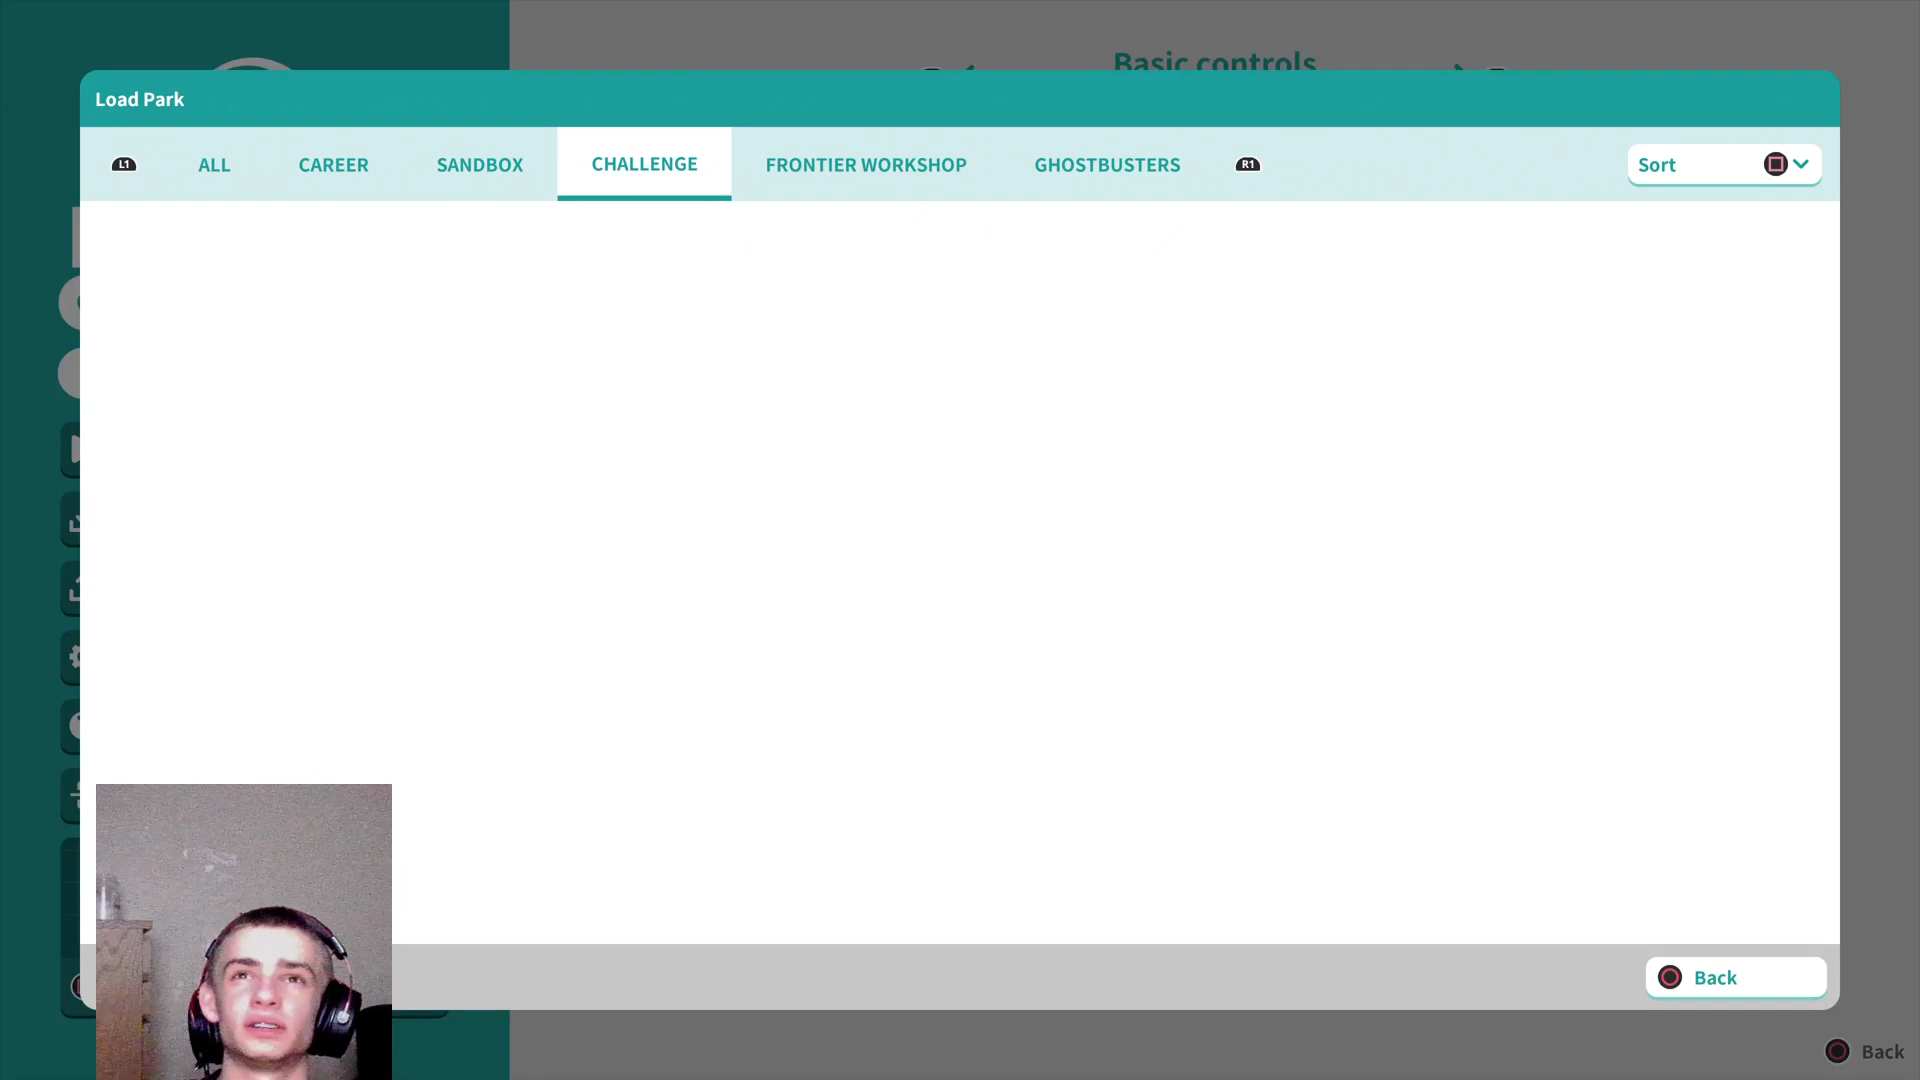 Basic controls
Load Park
L1
ALL
CAREER
SANDBOX
CHALLENGE
FRONTIER WORKSHOP
GHOSTBUSTERS
R1
Sort
Back
Back